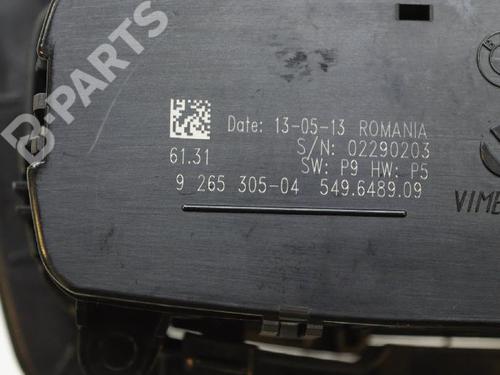 B-PARTS
Date: 13-05-13 ROMANIA
S/N: 02290203
61.31
SW: P9 HW: P5
9 265 305-04 549.6489.09